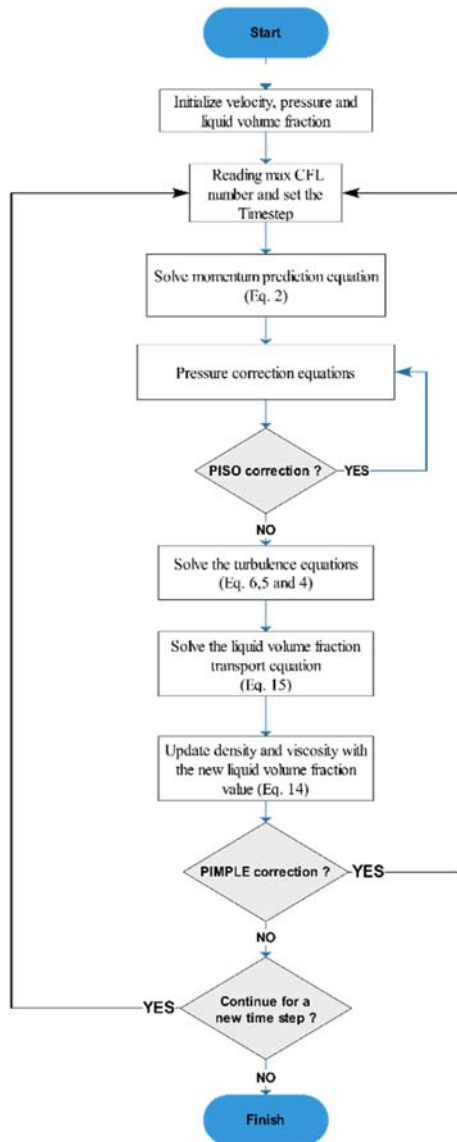 Start
Initialize velocity, pressure and
liquid volume fraction
Reading max CFL
number and set the
Timestep
Solve momentum prediction equation
(Eq. 2)
Pressure correction equations
PISO correction ?
YES
NO
Solve the turbulence equations
(Eq. 6,5 and 4)
Solve the liquid volume fraction
transport equation
(Eq. 15)
Update density and viscosity with
the new liquid volume fraction
value (Eq. 14)
PIMPLE correction ?
YES
NO
YES
Continue for a
new time step ?
NO
Finish